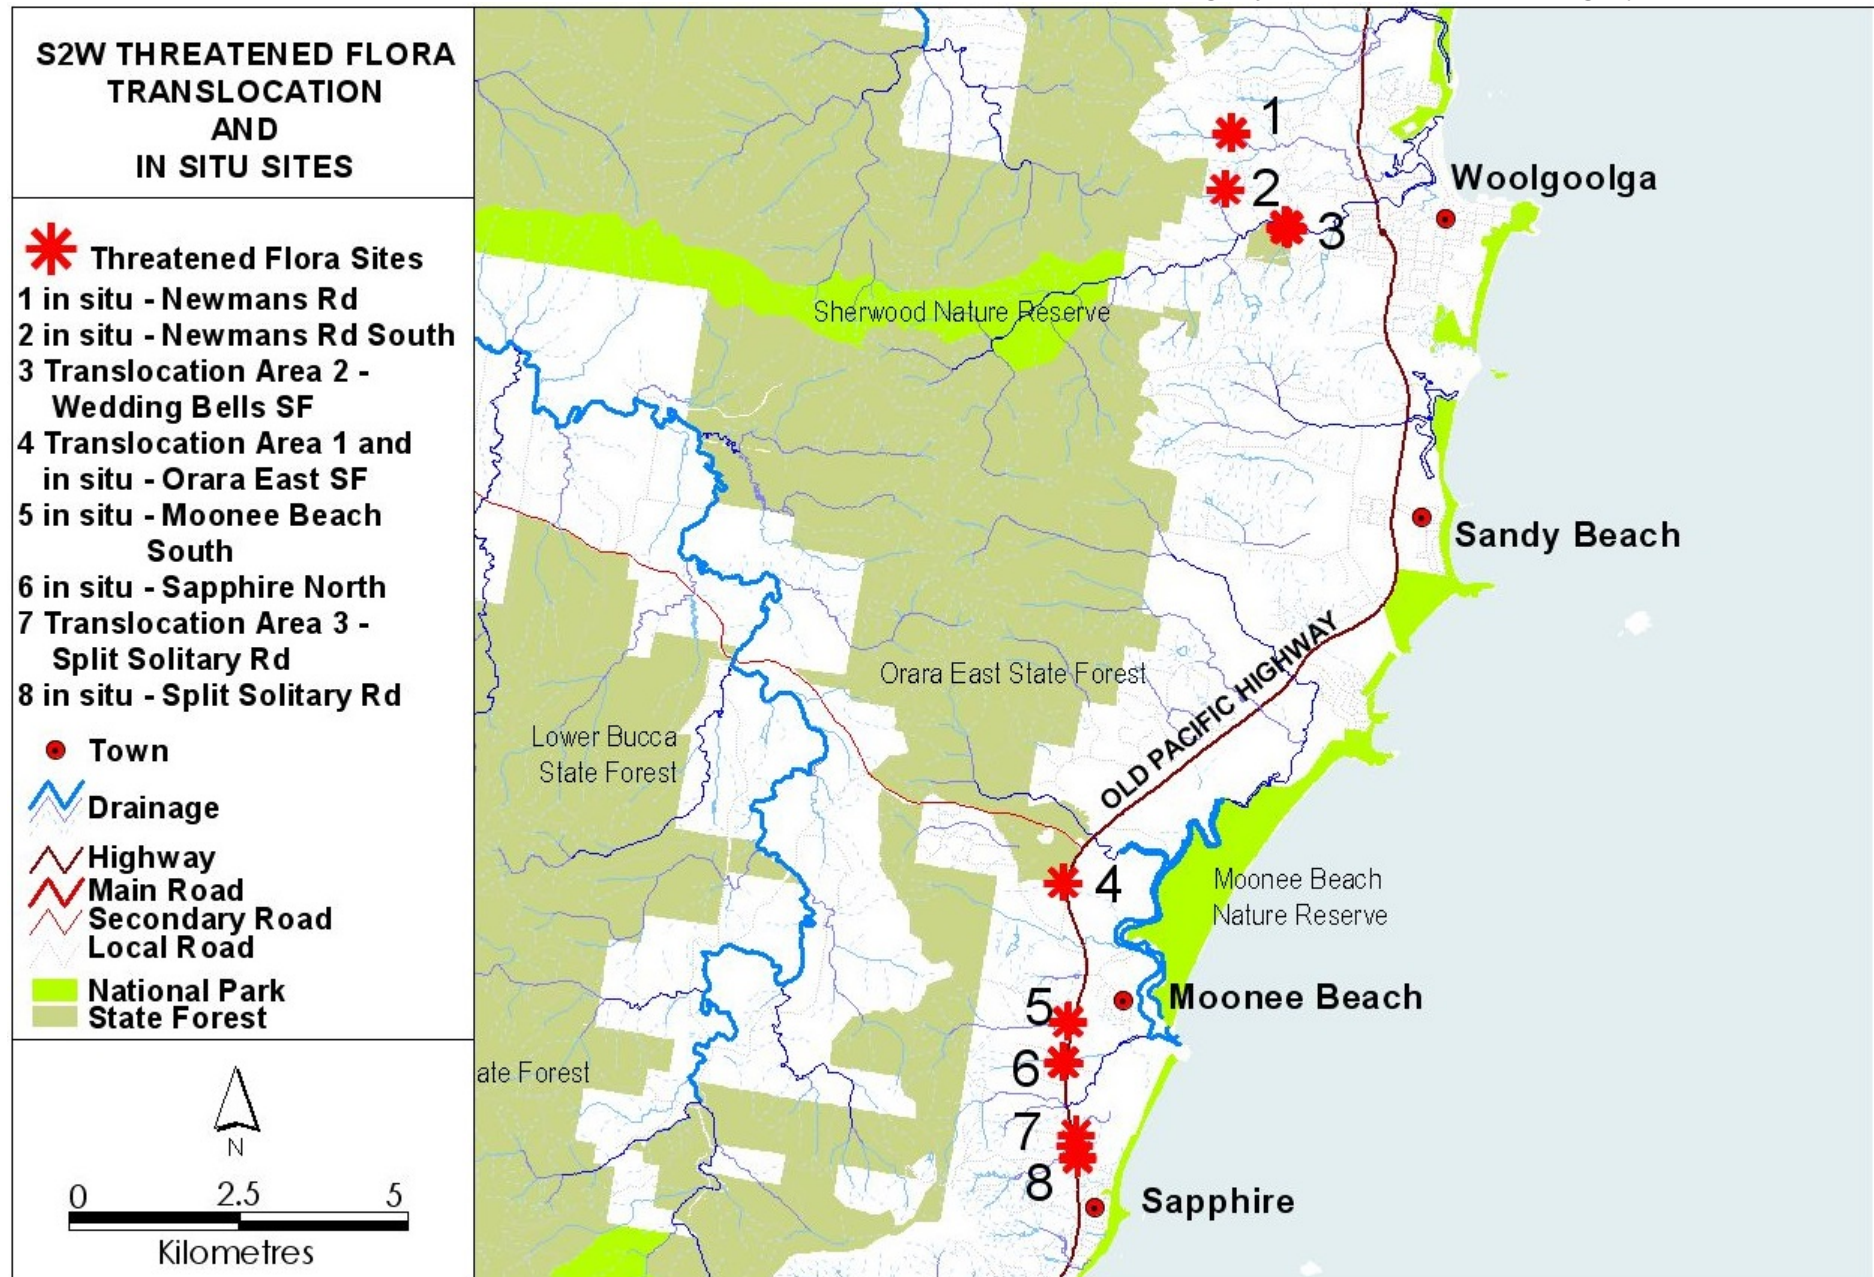 S2W THREATENED FLORA
TRANSLOCATION
AND
IN SITU SITES
Threatened Flora Sites
1 in situ - Newmans Rd
2 in situ - Newmans Rd South
3 Translocation Area 2 -
Wedding Bells SF
4 Translocation Area 1 and
in situ - Orara East SF
5 in situ - Moonee Beach
South
6 in situ - Sapphire North
7 Translocation Area 3 -
Split Solitary Rd
8 in situ - Split Solitary Rd
Town
Drainage
Highway
Main Road
Secondary Road
Local Road
National Park
State Forest
N
0 2.5 5
Kilometres
1
2
3
Woolgoolga
Sherwood Nature Reserve
Sandy Beach
Orara East State Forest
OLD PACIFIC HIGHWAY
Lower Bucca
State Forest
4
Moonee Beach
Nature Reserve
5
Moonee Beach
6
ate Forest
7
8
Sapphire